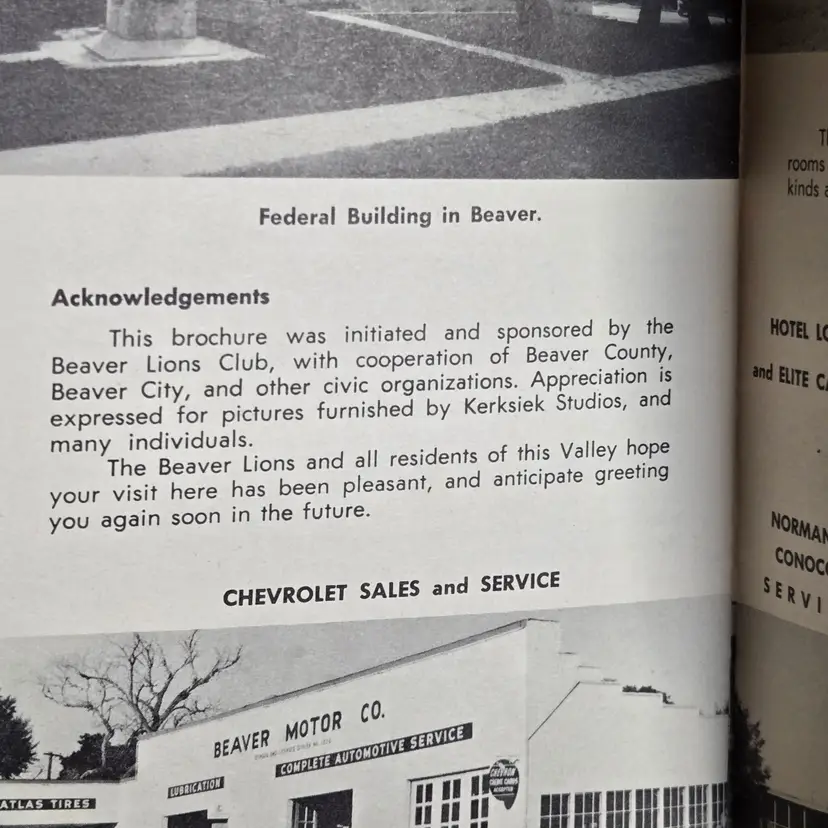 Federal Building in Beaver.
Acknowledgements
This brochure was initiated and sponsored by the
Beaver Lions Club, with cooperation of Beaver County,
Beaver City, and other civic organizations. Appreciation is
expressed for pictures furnished by Kerksiek Studios, and
many individuals.
The Beaver Lions and all residents of this Valley hope
your visit here has been pleasant, and anticipate greeting
you again soon in the future.
CHEVROLET SALES and SERVICE
BEAVER MOTOR CO.
COMPLETE AUTOMOTIVE SERVICE
LUBRICATION
ATLAS TIRES
CHEVRON
rooms
kinds
HOTEL
and ELITE